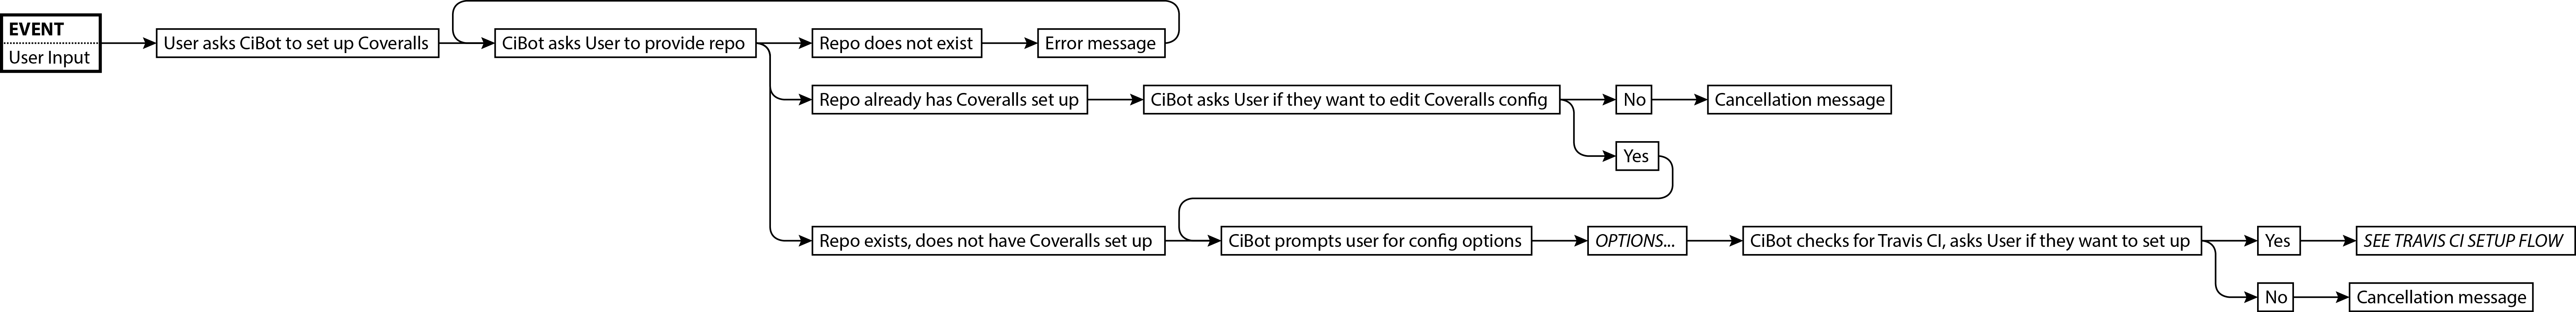 EVENT
User Input
User asks CiBot to set up Coveralls
CiBot asks User to provide repo
Repo does not exist
Error message
Repo already has Coveralls set up
CiBot asks User if they want to edit Coveralls config
No
Cancellation message
Yes
Repo exists, does not have Coveralls set up
CiBot prompts user for config options
OPTIONS...
CiBot checks for Travis CI, asks User if they want to set up
Yes
SEE TRAVIS CI SETUP FLOW
No
Cancellation message